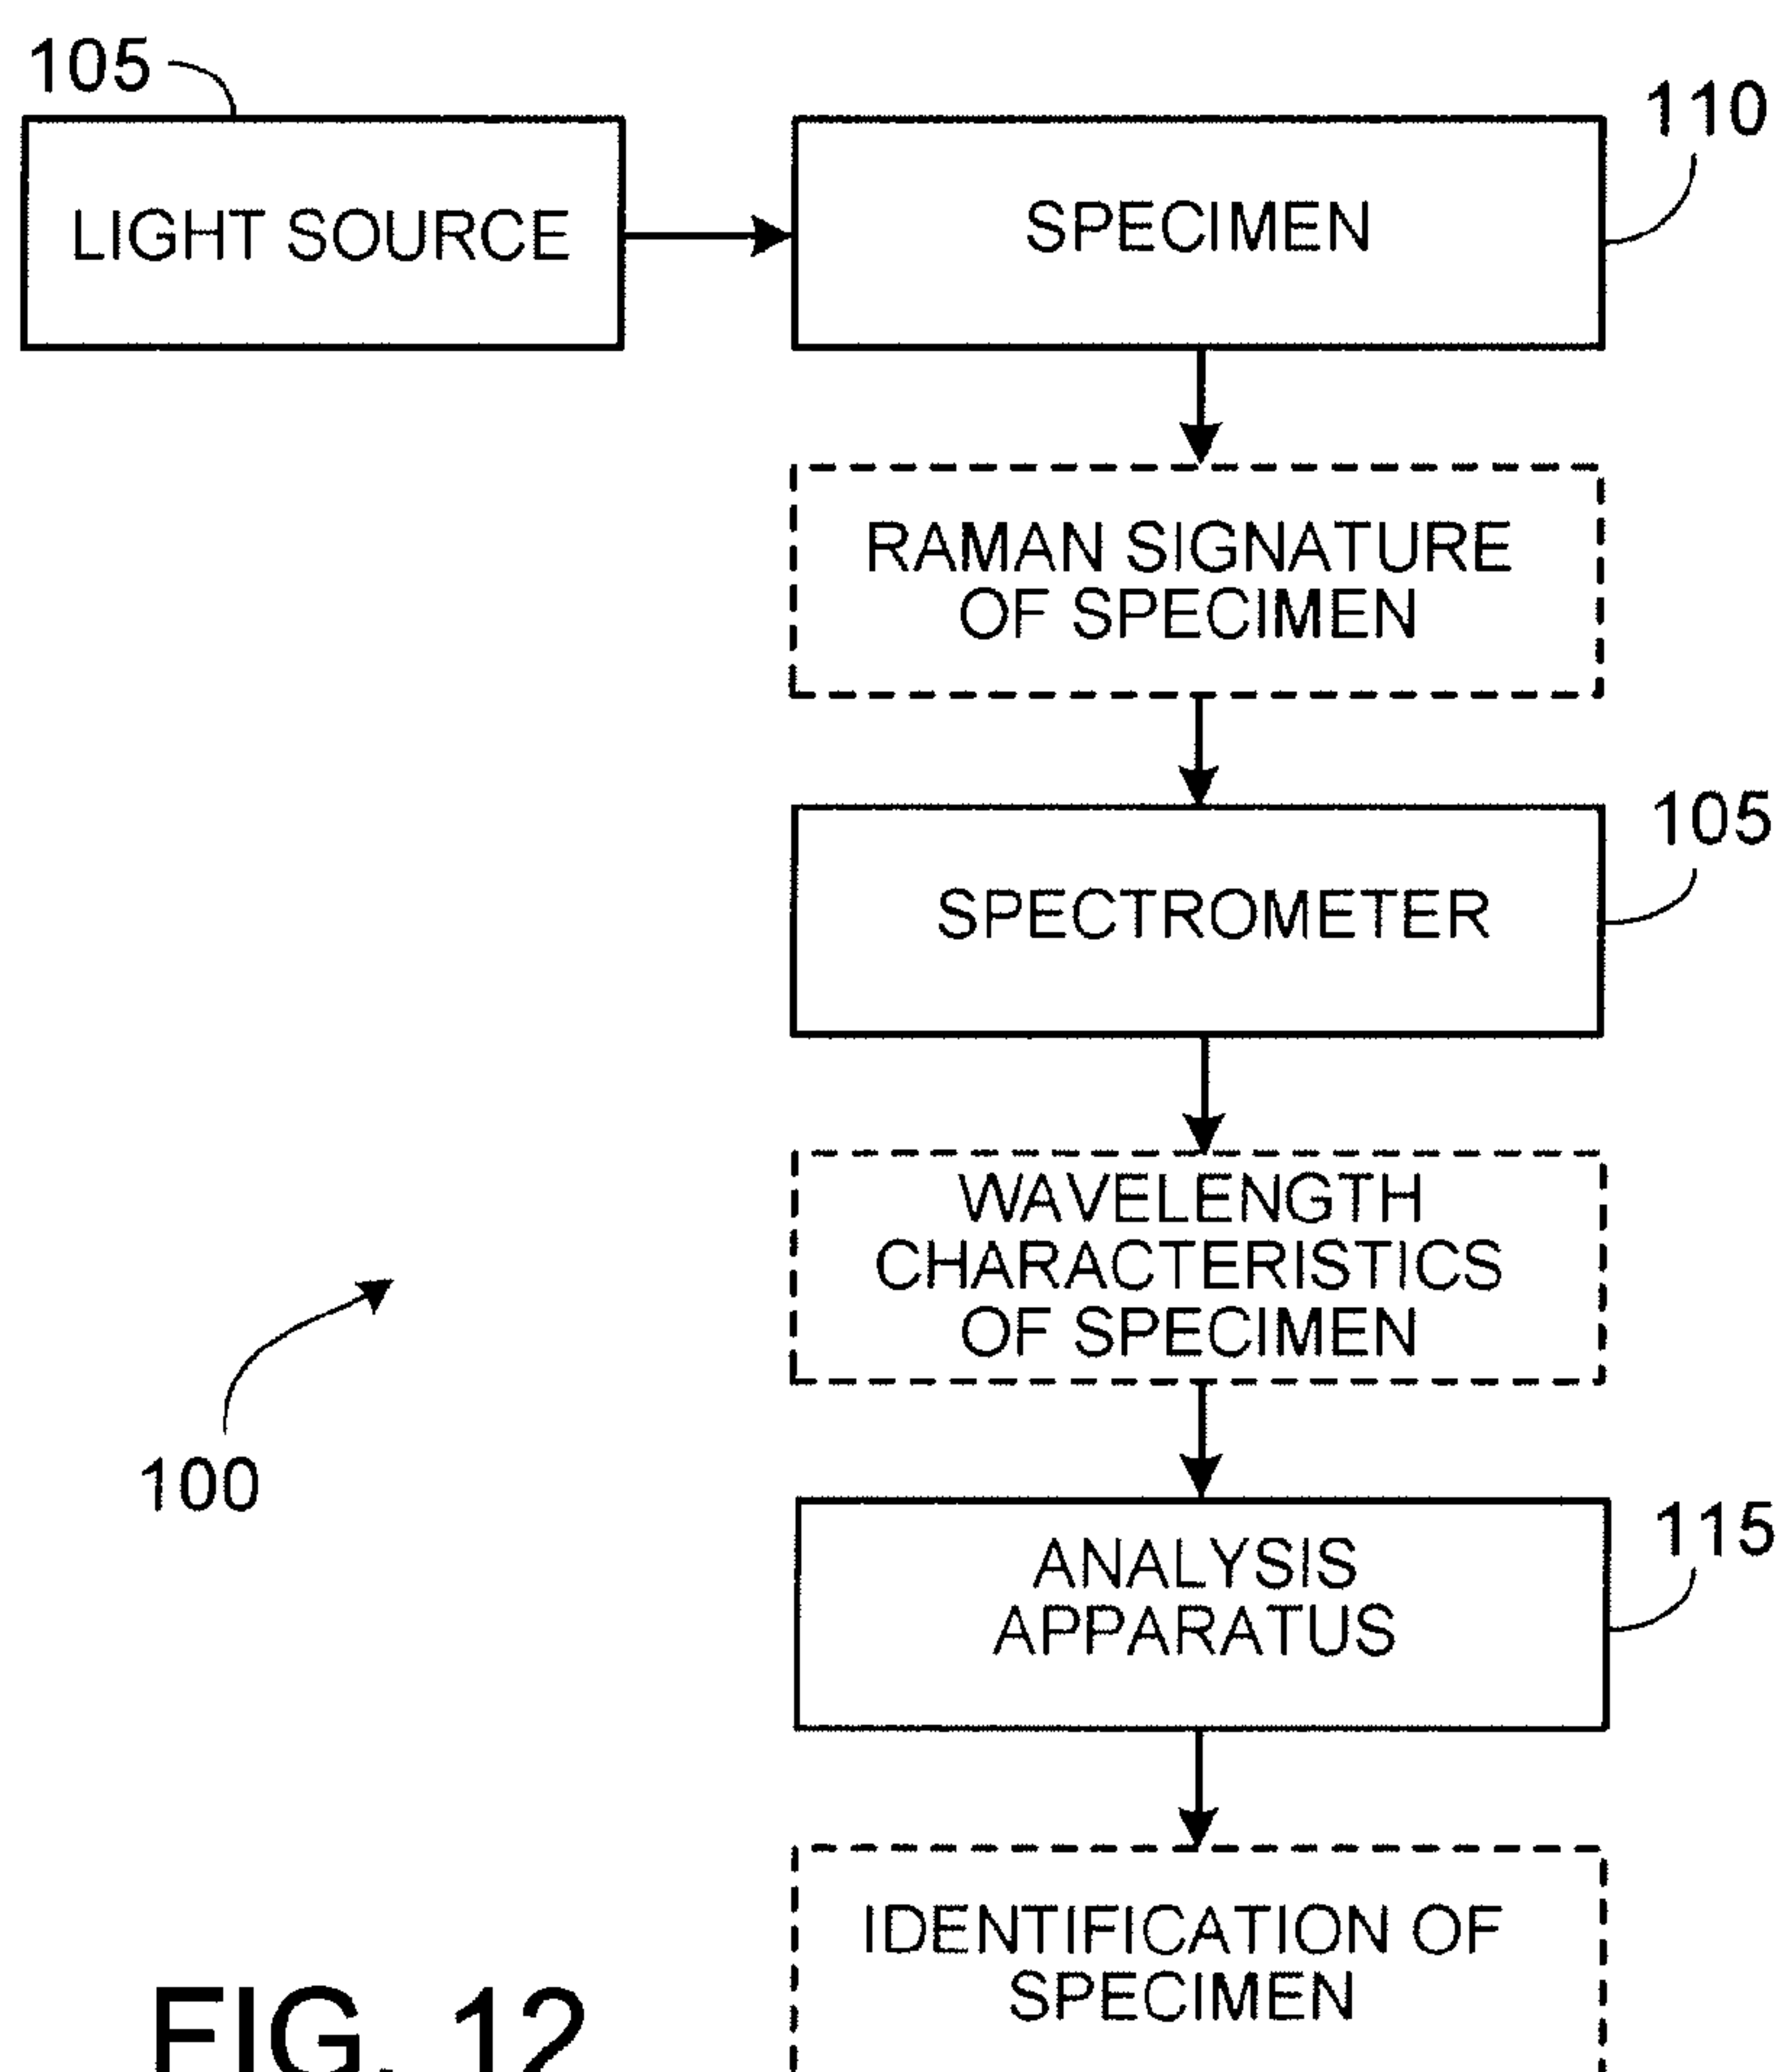 105
110
LIGHT SOURCE
SPECIMEN
RAMAN SIGNATURE
OF SPECIMEN
105
SPECTROMETER
WAVELENGTH
CHARACTERISTICS
OF SPECIMEN
100
115
ANALYSIS
APPARATUS
IDENTIFICATION OF
SPECIMEN
FIG. 12